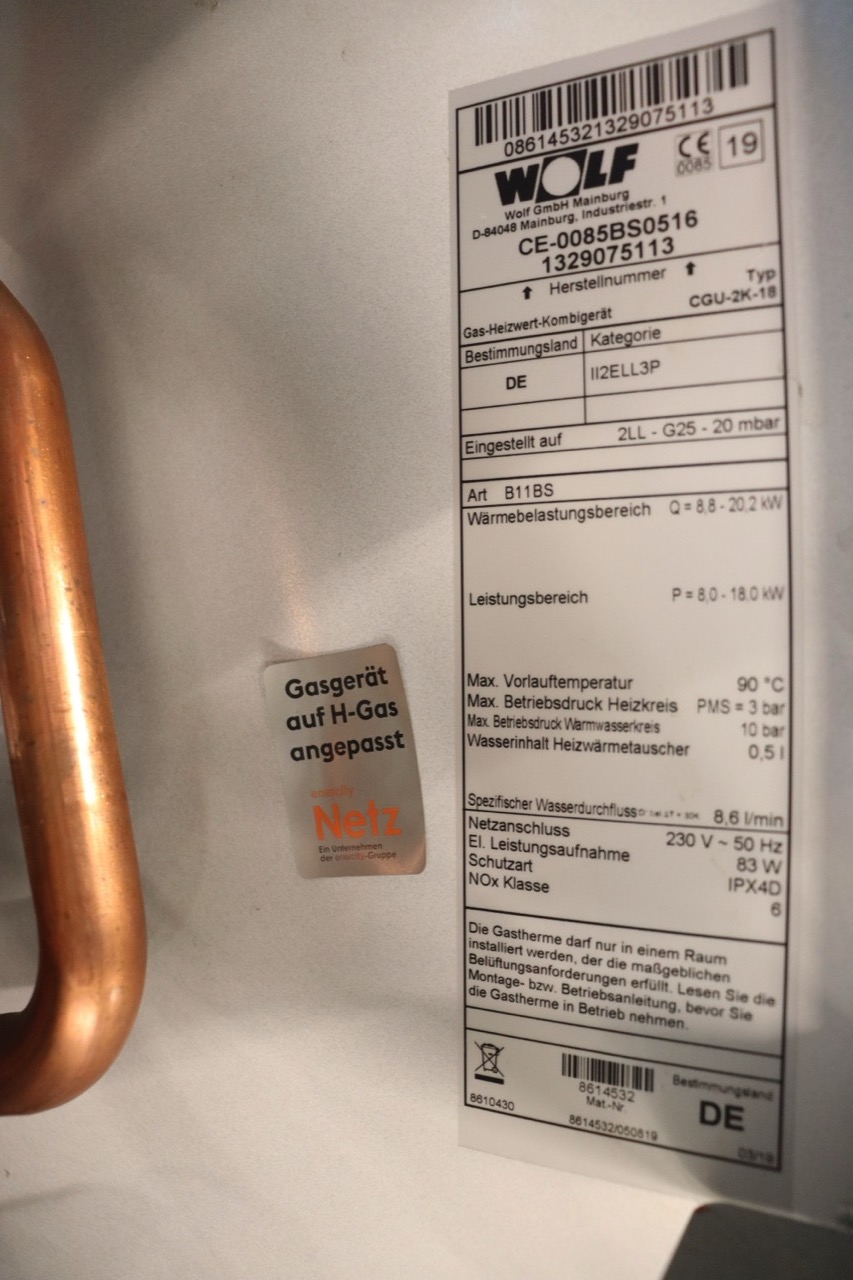 086145321329075113
WOLF
CE
0085
19
Wolf GmbH Mainburg
D-84048 Mainburg, Industriestr. 1
CE-0085BS0516
1329075113
↑ Herstellnummer ↑
Typ
Gas-Heizwert-Kombigerät
CGU-2K-18
Bestimmungsland
Kategorie
DE
II2ELL3P
Eingestellt auf 2LL - G25 - 20 mbar
Art B11BS
Wärmebelastungsbereich Q = 8,8 - 20,2 kW
Leistungsbereich P = 8,0 - 18,0 kW
Max. Vorlauftemperatur 90 °C
Max. Betriebsdruck Heizkreis PMS = 3 bar
Max. Betriebsdruck Warmwasserkreis 10 bar
Wasserinhalt Heizwärmetauscher 0,5 l
Spezifischer Wasserdurchfluss 8,6 l/min
Netzanschluss 230 V ~ 50 Hz
El. Leistungsaufnahme 83 W
Schutzart IPX4D
NOx Klasse 6
Die Gastherme darf nur in einem Raum
installiert werden, der die maßgeblichen
Belüftungsanforderungen erfüllt. Lesen Sie die
Montage- bzw. Betriebsanleitung, bevor Sie
die Gastherme in Betrieb nehmen.
8610430
8614532
Mat.-Nr.
8614532/050819
Bestimmungsland
DE
03/19
Gasgerät
auf H-Gas
angepasst
enercity
Netz
Ein Unternehmen
der enercity-Gruppe